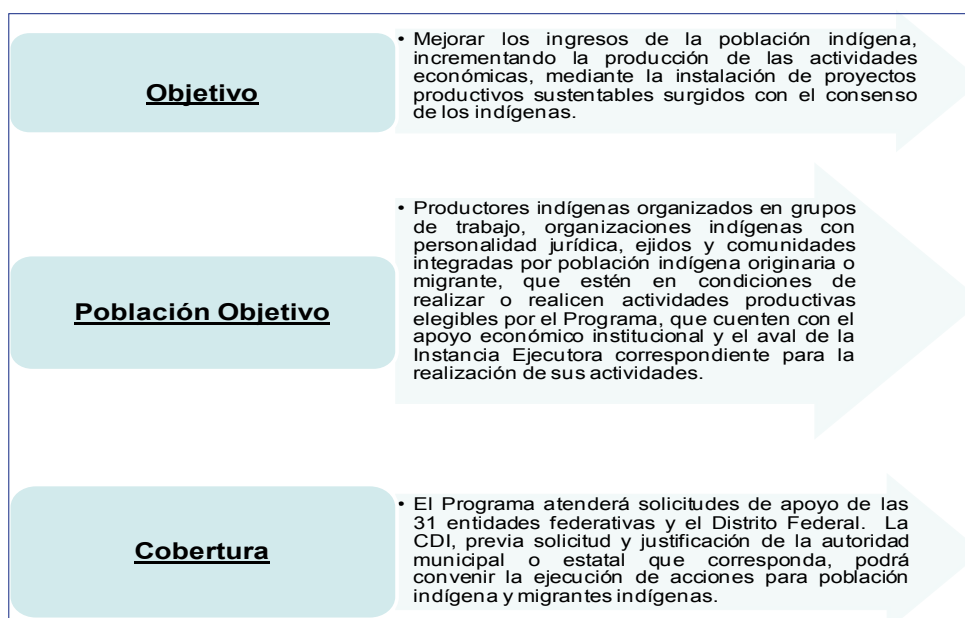 Objetivo
• Mejorar los ingresos de la población indígena,
incrementando la producción de las actividades
económicas, mediante la instalación de proyectos
productivos sustentables surgidos con el consenso
de los indígenas.
Población Objetivo
• Productores indígenas organizados en grupos
de trabajo, organizaciones indígenas con
personalidad jurídica, ejidos y comunidades
integradas por población indígena originaria o
migrante, que estén en condiciones de
realizar o realicen actividades productivas
elegibles por el Programa, que cuenten con el
apoyo económico institucional y el aval de la
Instancia Ejecutora correspondiente para la
realización de sus actividades.
Cobertura
• El Programa atenderá solicitudes de apoyo de las
31 entidades federativas y el Distrito Federal. La
CDI, previa solicitud y justificación de la autoridad
municipal o estatal que corresponda, podrá
convenir la ejecución de acciones para población
indígena y migrantes indígenas.